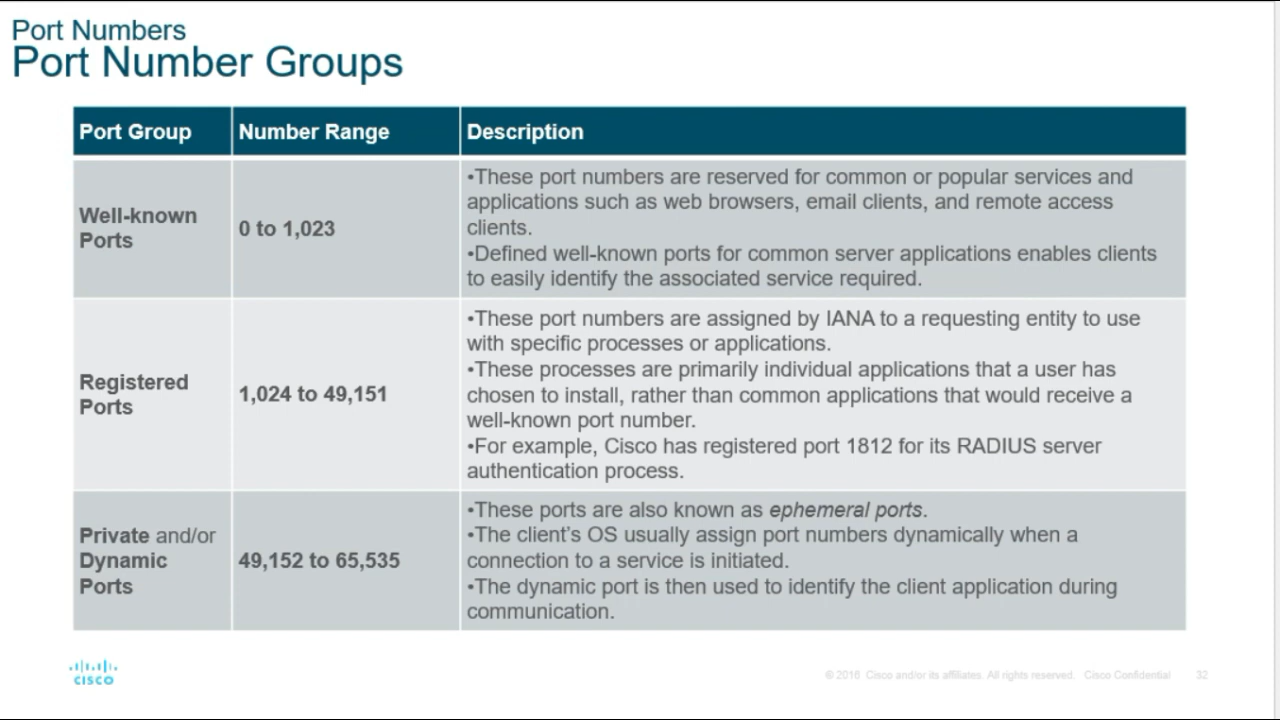 Port Numbers
Port Number Groups
Port Group
Number Range
Description
Well-known
Ports
0 to 1,023
•These port numbers are reserved for common or popular services and
applications such as web browsers, email clients, and remote access
clients.
•Defined well-known ports for common server applications enables clients
to easily identify the associated service required.
Registered
Ports
1,024 to 49,151
•These port numbers are assigned by IANA to a requesting entity to use
with specific processes or applications.
•These processes are primarily individual applications that a user has
chosen to install, rather than common applications that would receive a
well-known port number.
•For example, Cisco has registered port 1812 for its RADIUS server
authentication process.
Private and/or
Dynamic
Ports
49,152 to 65,535
•These ports are also known as ephemeral ports.
•The client's OS usually assign port numbers dynamically when a
connection to a service is initiated.
•The dynamic port is then used to identify the client application during
communication.
CISCO
© 2016 Cisco and/or its affiliates. All rights reserved. Cisco Confidential 32